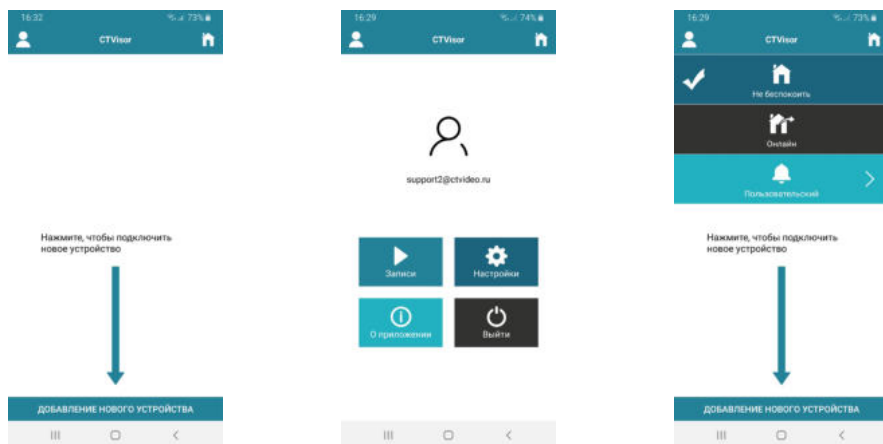 16:32
73%
CTVisor
Нажмите, чтобы подключить
новое устройство
ДОБАВЛЕНИЕ НОВОГО УСТРОЙСТВА
16:29
74%
CTVisor
support2@ctvideo.ru
Записи
Настройки
О приложении
Выйти
16:29
73%
CTVisor
Не беспокоить
Онлайн
Пользовательский
Нажмите, чтобы подключить
новое устройство
ДОБАВЛЕНИЕ НОВОГО УСТРОЙСТВА